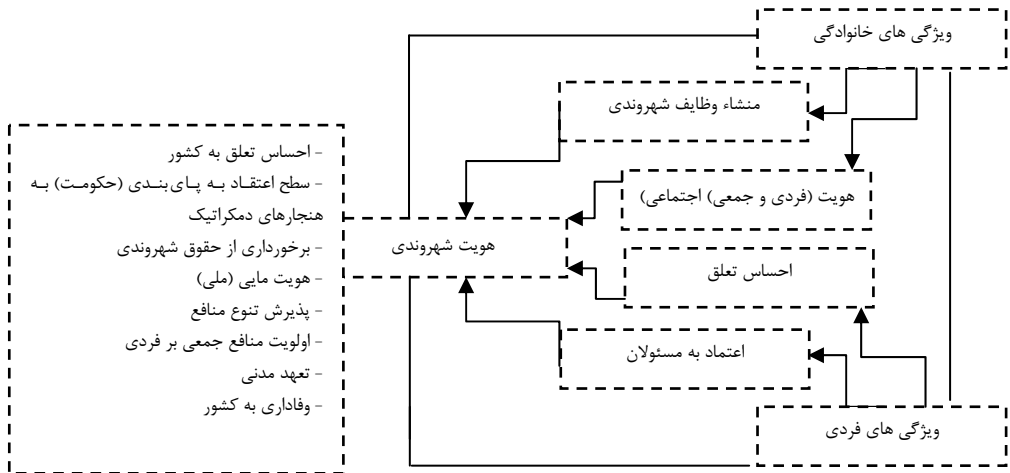 ویژگی های خانوادگی
منشاء وظایف شهروندی
هویت (فردی و جمعی) اجتماعی)
احساس تعلق
اعتماد به مسئولان
ویژگی های فردی
هویت شهروندی
- احساس تعلق به کشور
- سطح اعتقاد به پای‌بندی (حکومت) به
هنجارهای دمکراتیک
- برخورداری از حقوق شهروندی
- هویت مایی (ملی)
- پذیرش تنوع منافع
- اولویت منافع جمعی بر فردی
- تعهد مدنی
- وفاداری به کشور